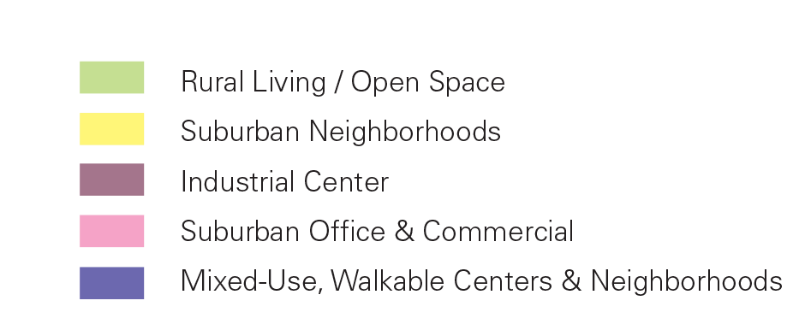 Rural Living / Open Space
Suburban Neighborhoods
Industrial Center
Suburban Office & Commercial
Mixed-Use, Walkable Centers & Neighborhoods